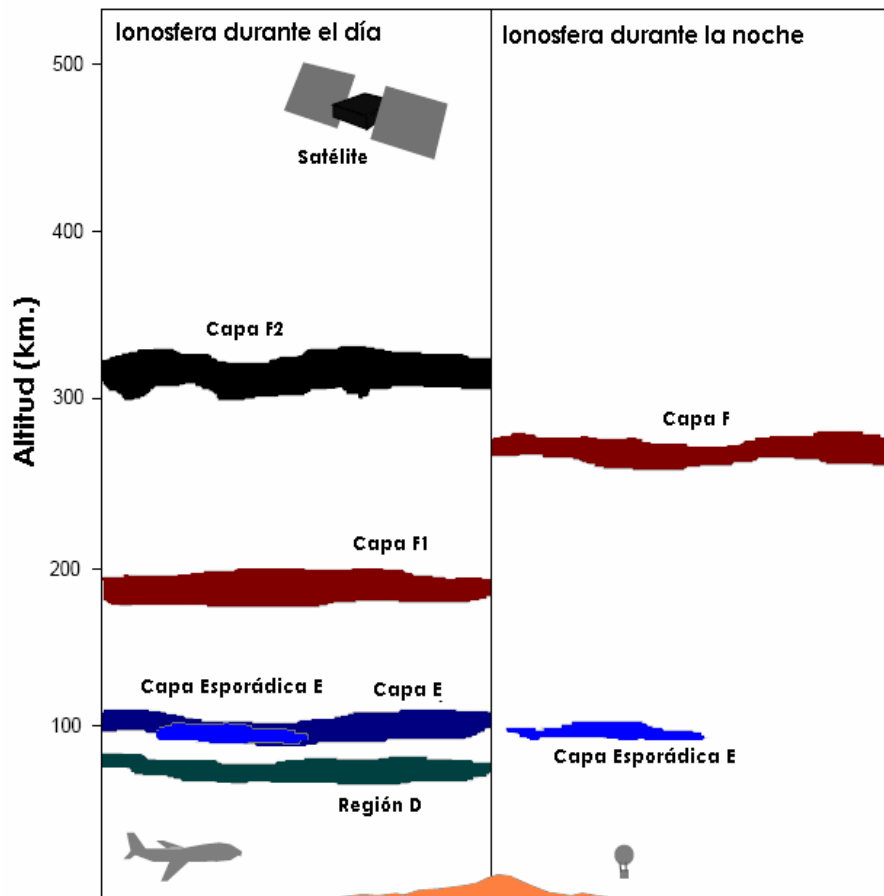 Ionosfera durante el día
Ionosfera durante la noche
500
Satélite
400
Altitud (km.)
Capa F2
300
Capa F
Capa F1
200
Capa Esporádica E
Capa E
100
Capa Esporádica E
Región D